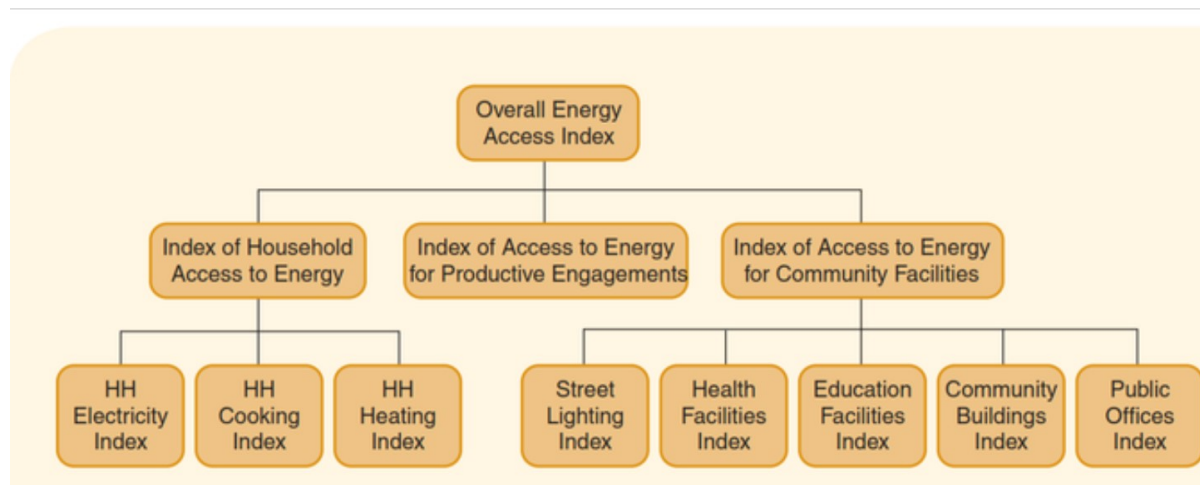 Overall Energy
Access Index
Index of Household
Access to Energy
Index of Access to Energy
for Productive Engagements
Index of Access to Energy
for Community Facilities
HH
Electricity
Index
HH
Cooking
Index
HH
Heating
Index
Street
Lighting
Index
Health
Facilities
Index
Education
Facilities
Index
Community
Buildings
Index
Public
Offices
Index